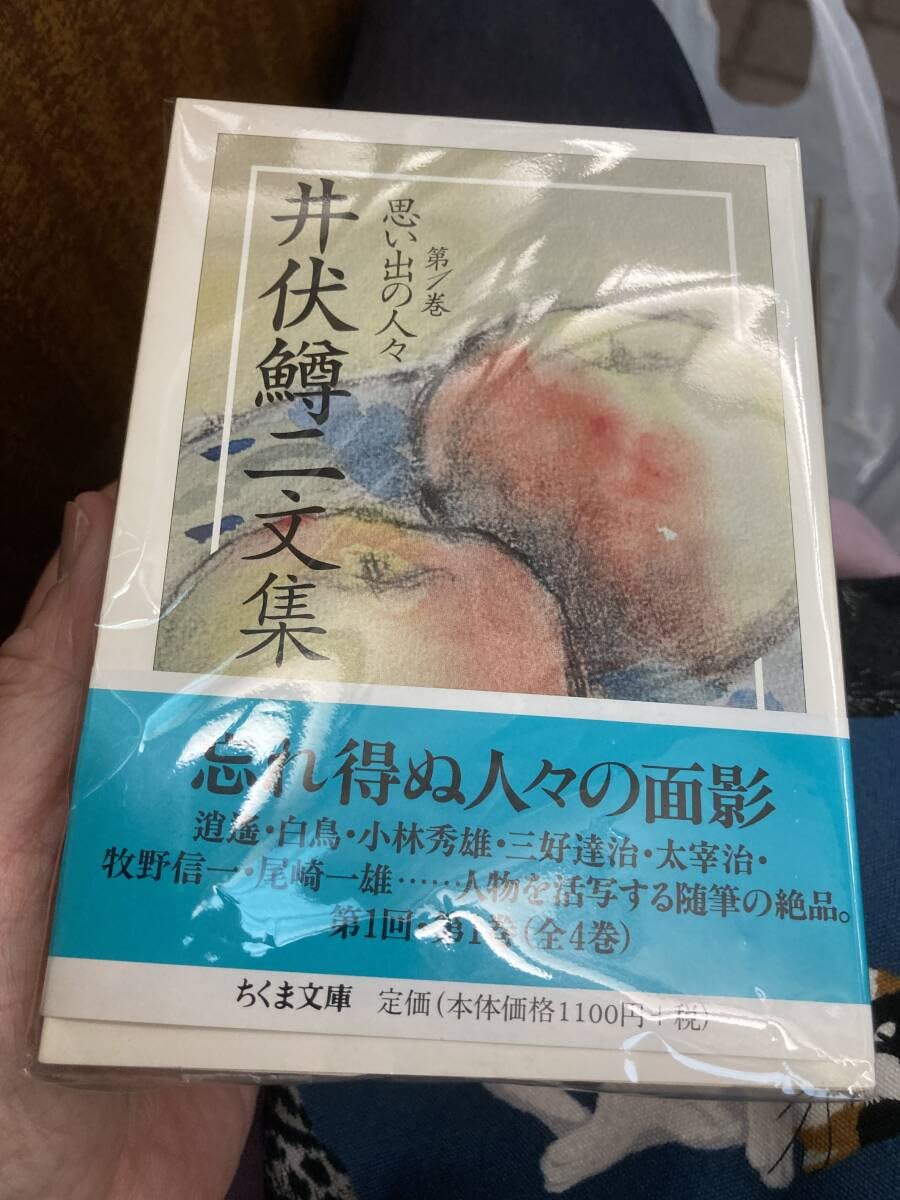 井伏鱒二文集
第1巻
思い出の人々
忘れ得ぬ人々の面影
逍遙・白鳥・小林秀雄・三好達治・太宰治・
牧野信一・尾崎一雄……人物を活写する随筆の絶品。
第1回・第1巻(全4巻)
ちくま文庫 定価(本体価格1100円+税)